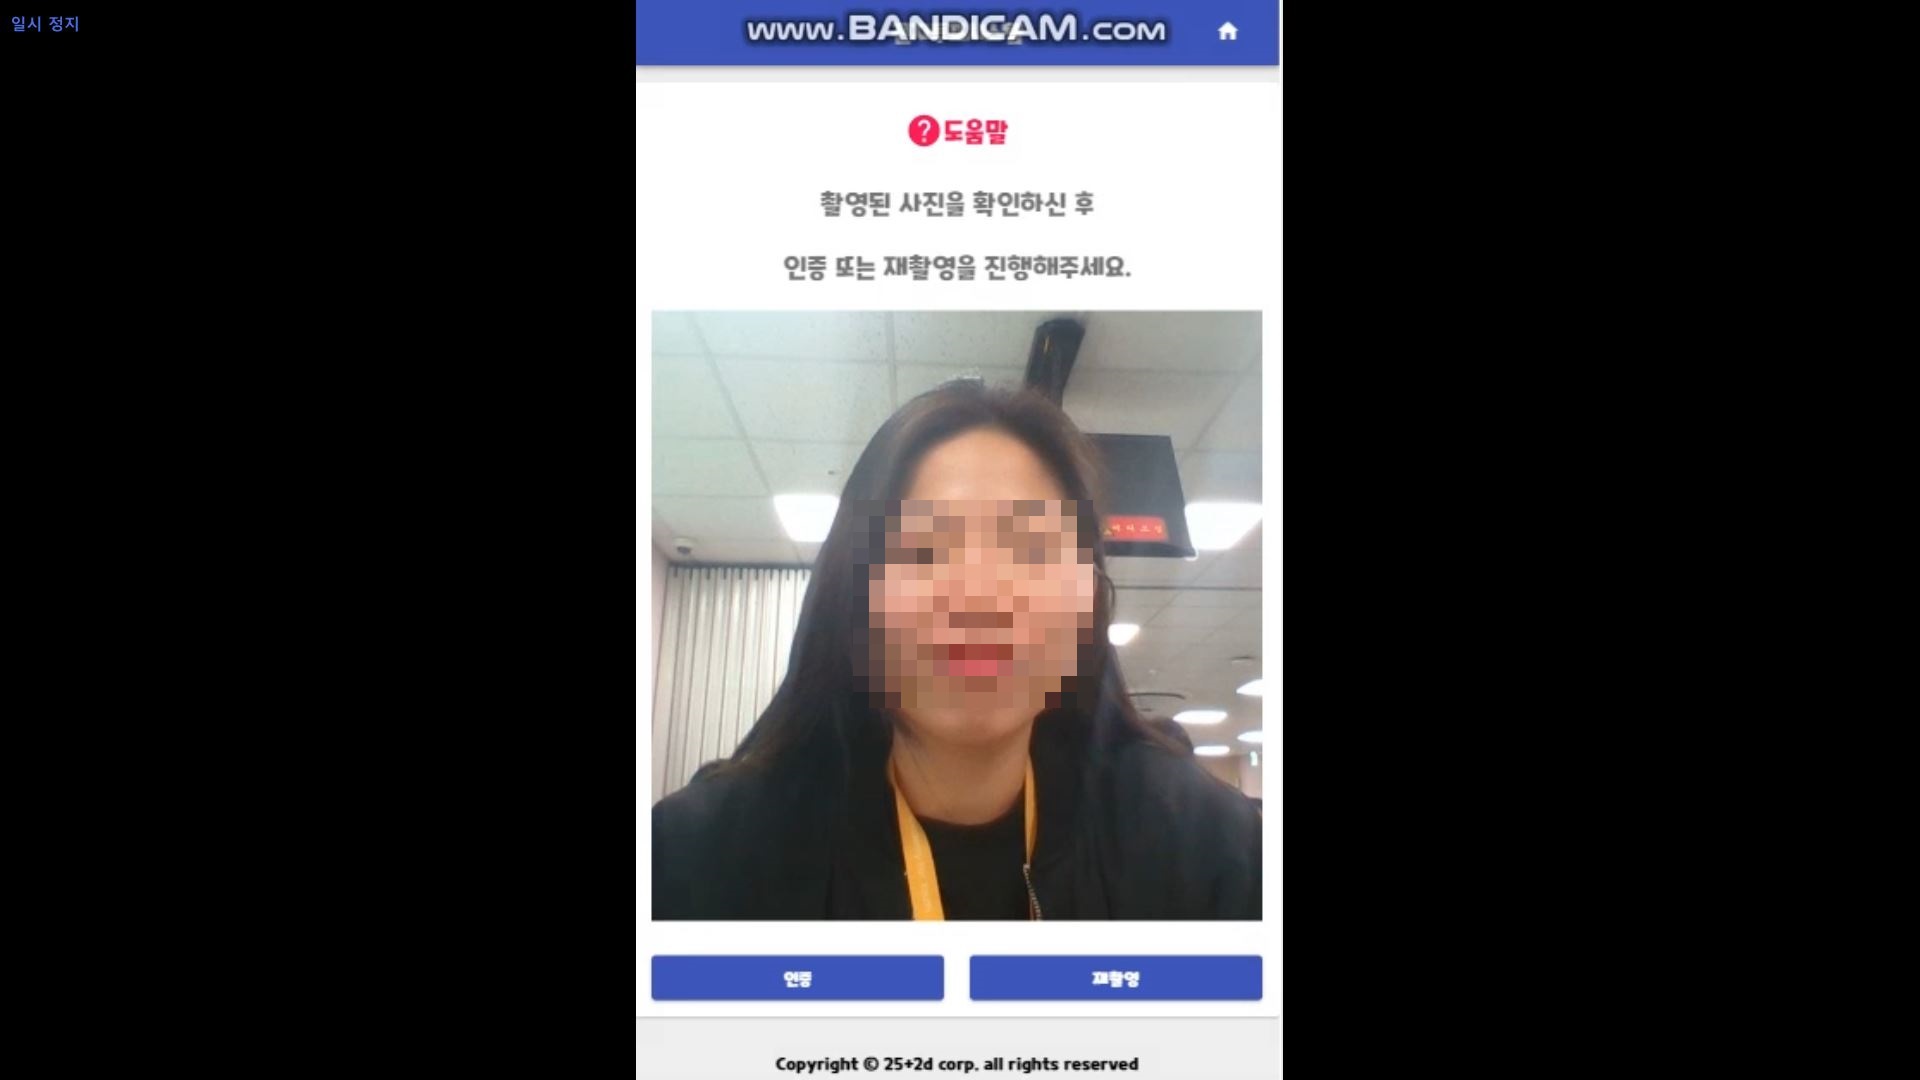 일시 정지
www.BANDICAM.com
도움말
촬영된 사진을 확인하신 후
인증 또는 재촬영을 진행해주세요.
인증
재촬영
Copyright © 25+2d corp. all rights reserved